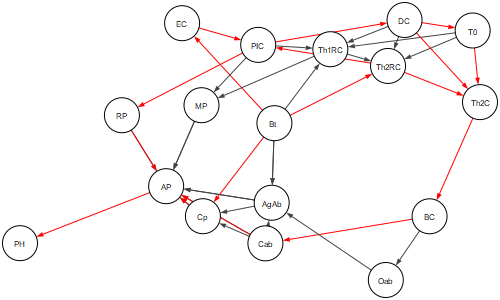 EC
DC
T0
PIC
Th1RC
Th2RC
MP
Th2C
RP
Bt
AP
AgAb
Cp
BC
PH
Cab
Oab